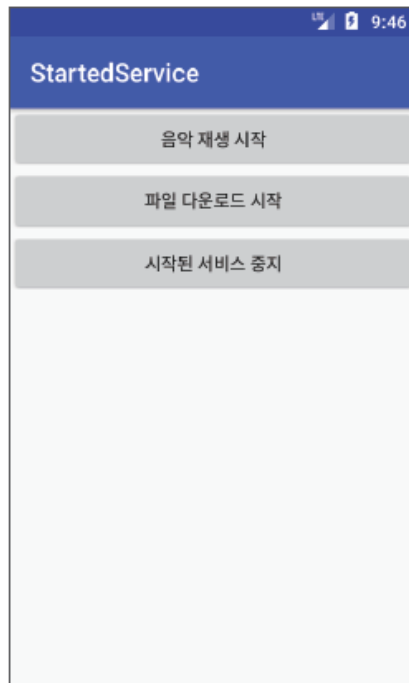 LTE 9:46
StartedService
음악 재생 시작
파일 다운로드 시작
시작된 서비스 중지